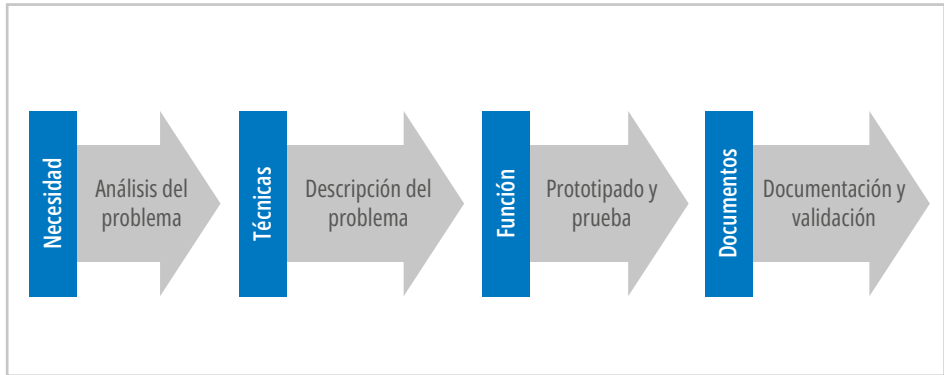 Necesidad
Análisis del
problema
Técnicas
Descripción del
problema
Función
Prototipado y
prueba
Documentos
Documentación y
validación